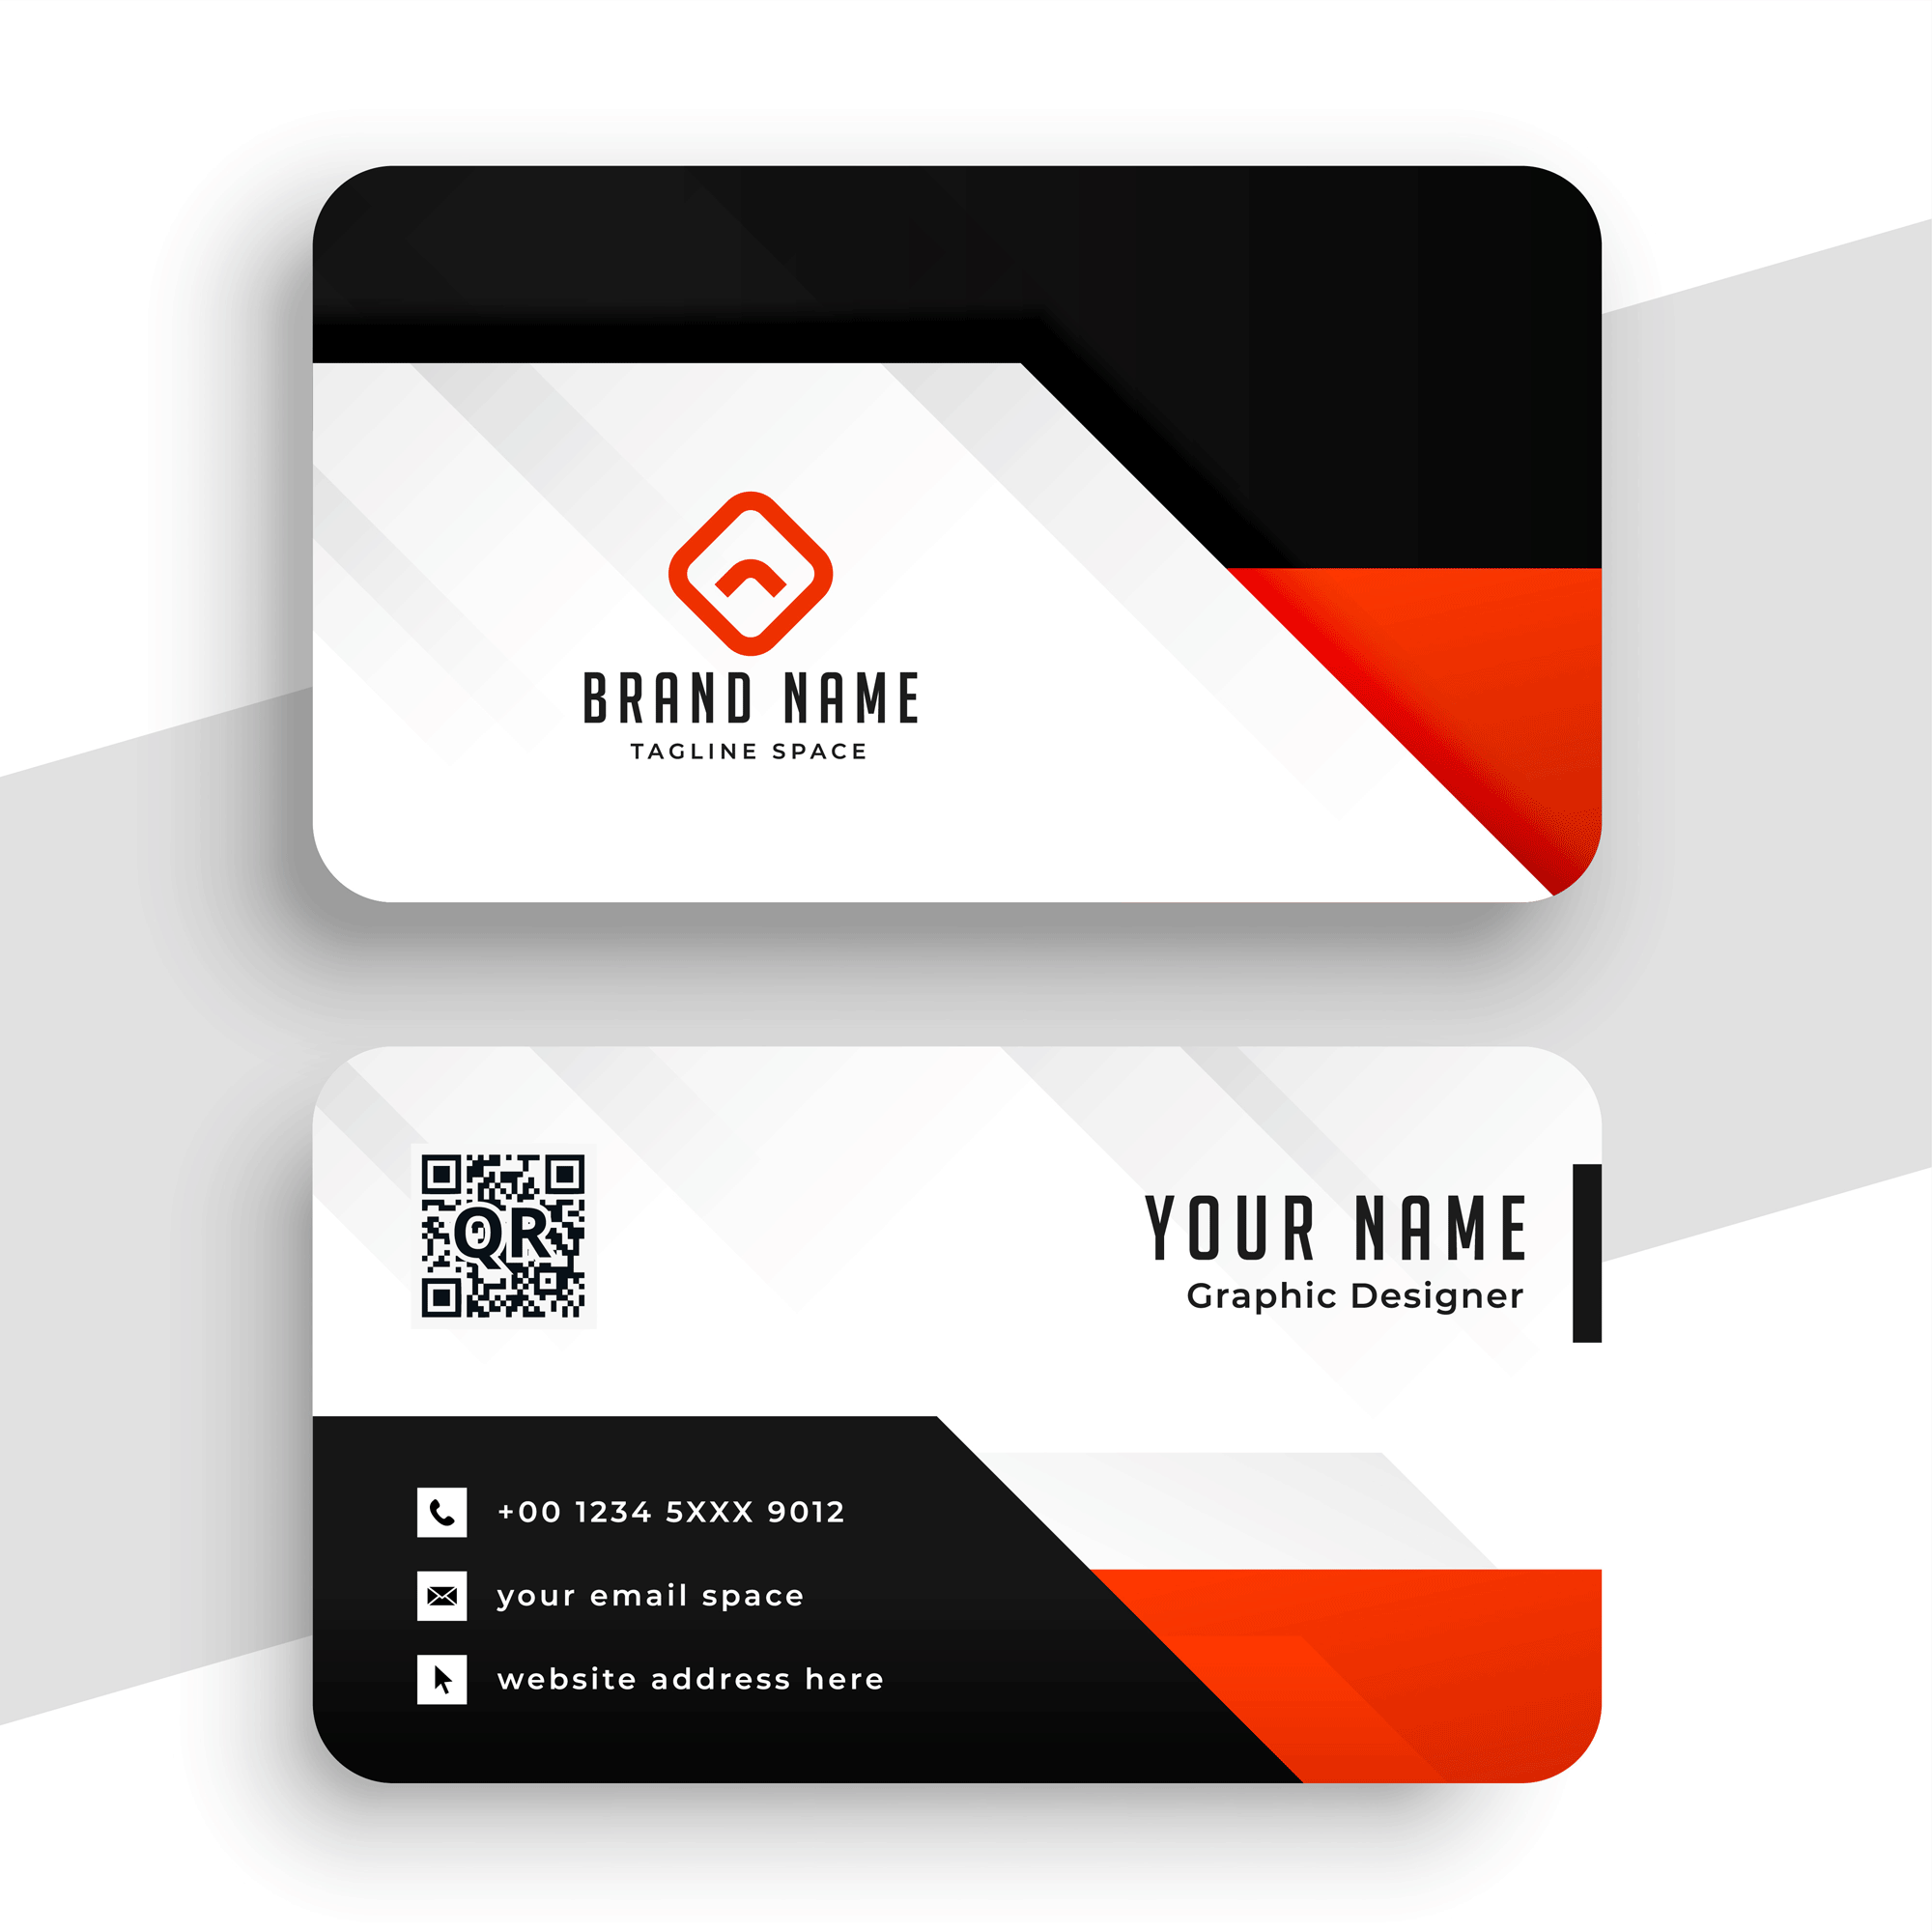 BRAND NAME
TAGLINE SPACE
QR
YOUR NAME
Graphic Designer
+00 1234 5XXX 9012
your email space
website address here